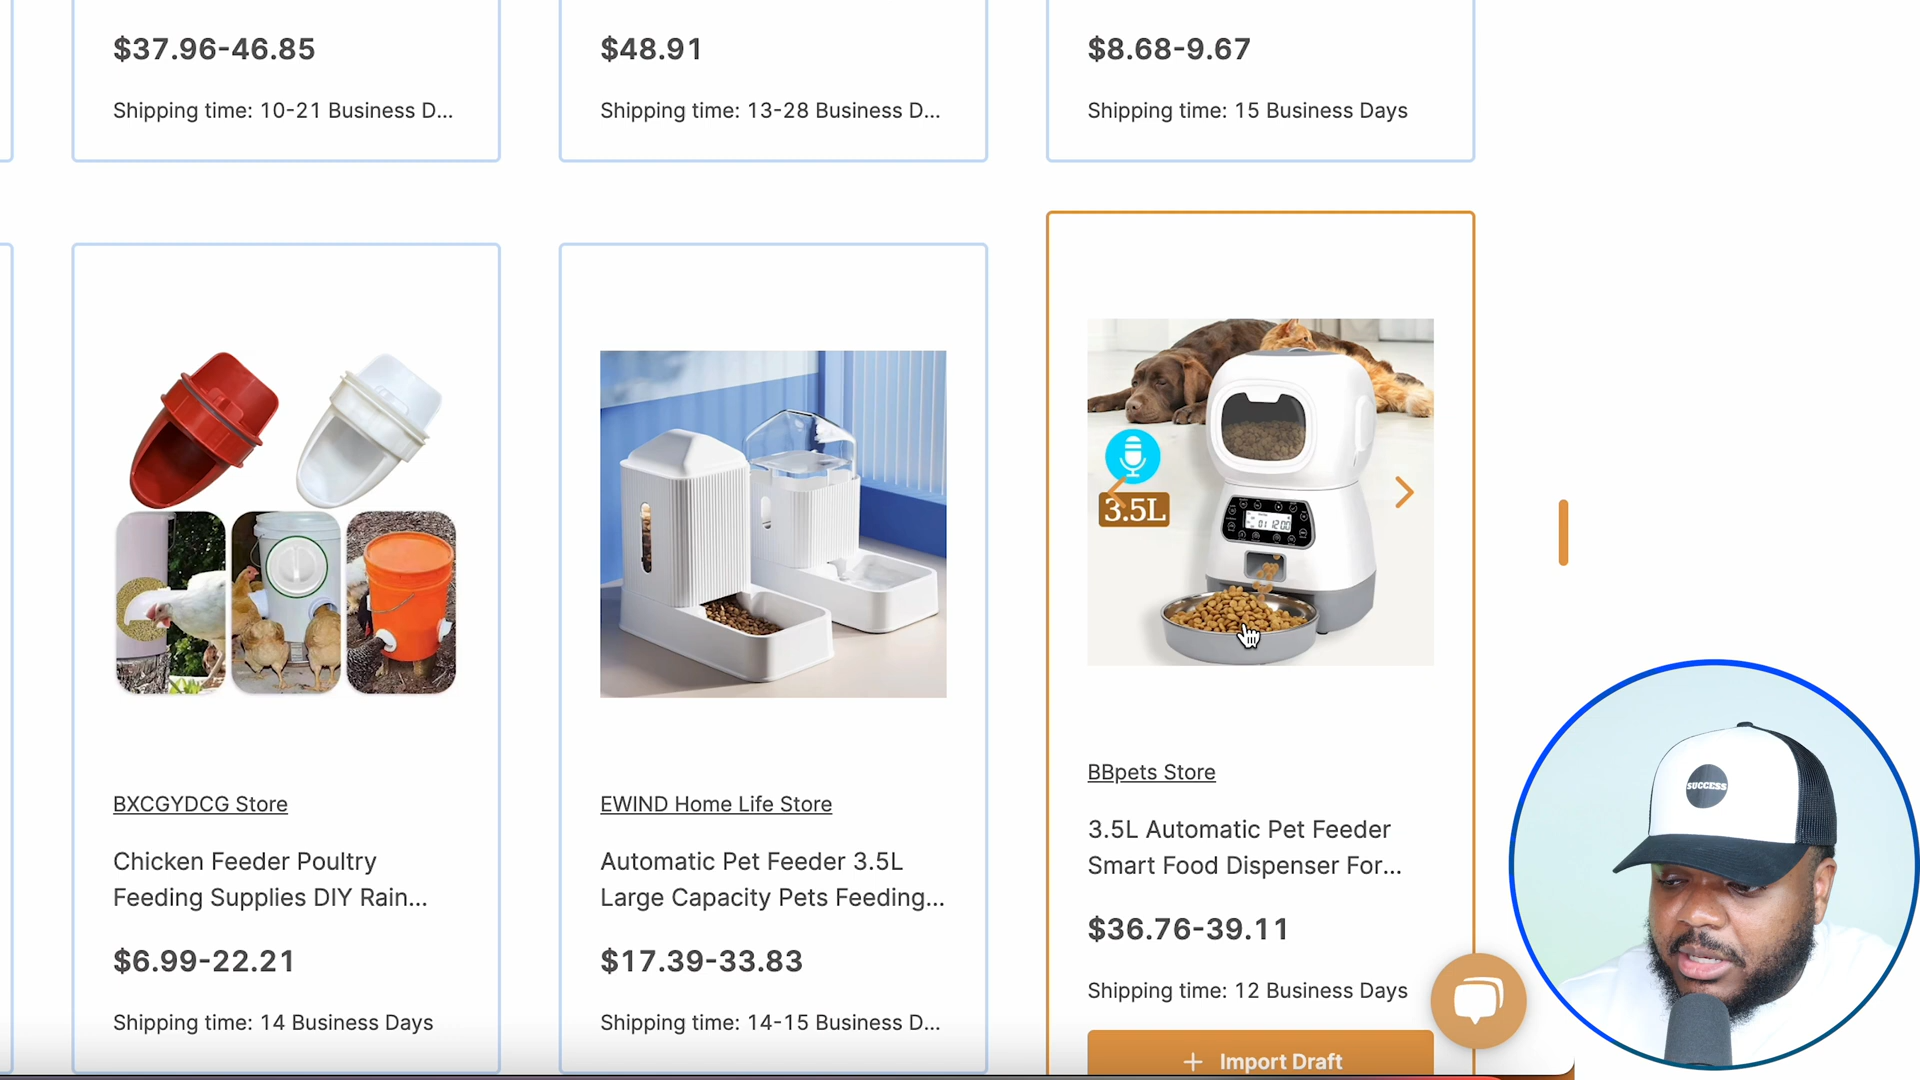 $37.96-46.85
Shipping time: 10-21 Business D...
$48.91
Shipping time: 13-28 Business D...
$8.68-9.67
Shipping time: 15 Business Days
BXCGYDCG Store
Chicken Feeder Poultry
Feeding Supplies DIY Rain...
$6.99-22.21
Shipping time: 14 Business Days
EWIND Home Life Store
Automatic Pet Feeder 3.5L
Large Capacity Pets Feeding...
$17.39-33.83
Shipping time: 14-15 Business D...
3.5L
BBpets Store
3.5L Automatic Pet Feeder
Smart Food Dispenser For...
$36.76-39.11
Shipping time: 12 Business Days
+ Import Draft
SUCCESS